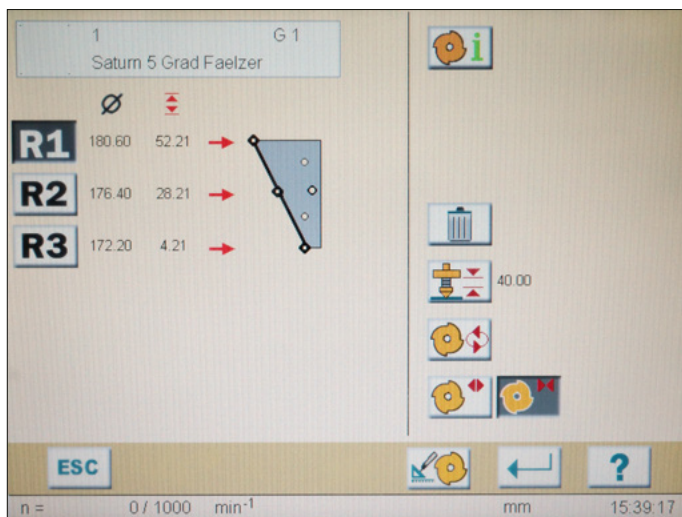 1 G 1
Saturn 5 Grad Faelzer
Ø
R1 180.60 52.21
R2 176.40 28.21
R3 172.20 4.21
i
40.00
ESC
?
n = 0 / 1000 min-1 mm 15:39:17